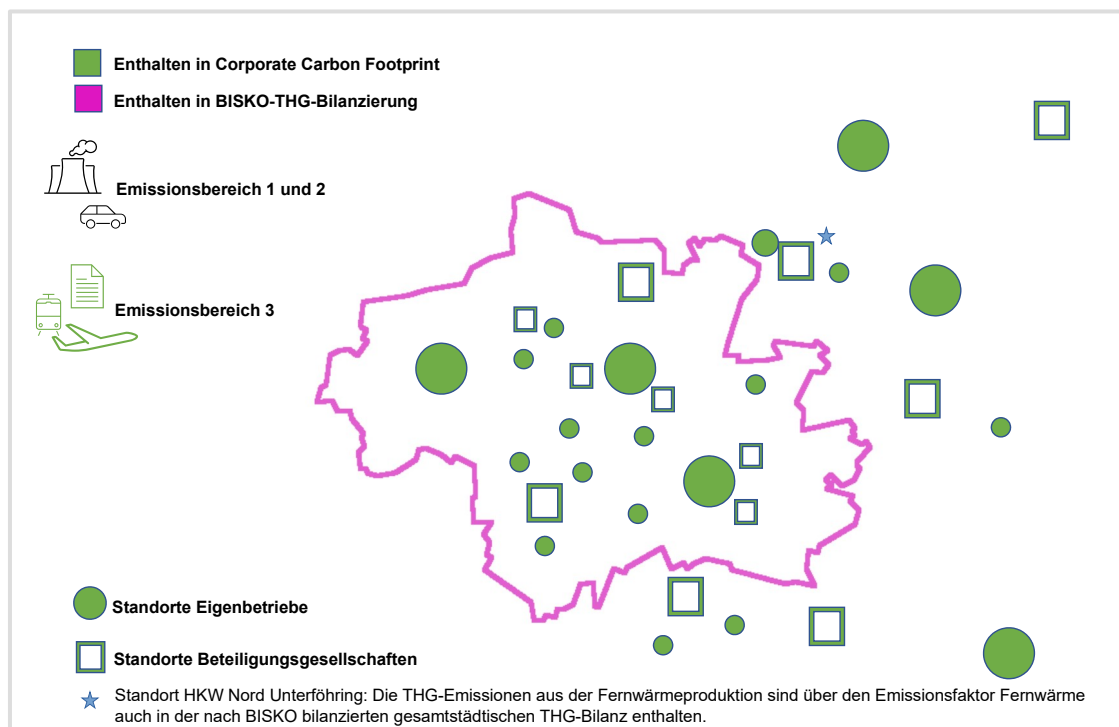 Enthalten in Corporate Carbon Footprint
Enthalten in BISKO-THG-Bilanzierung
Emissionsbereich 1 und 2
Emissionsbereich 3
Standorte Eigenbetriebe
Standorte Beteiligungsgesellschaften
Standort HKW Nord Unterföhring: Die THG-Emissionen aus der Fernwärmeproduktion sind über den Emissionsfaktor Fernwärme
auch in der nach BISKO bilanzierten gesamtstädtischen THG-Bilanz enthalten.